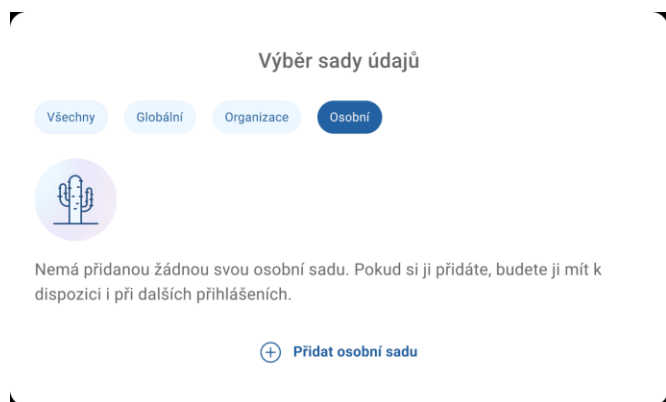 Výběr sady údajů
Všechny
Globální
Organizace
Osobní
Nemá přidanou žádnou svou osobní sadu. Pokud si ji přidáte, budete ji mít k
dispozici i při dalších přihlášeních.
Přidat osobní sadu